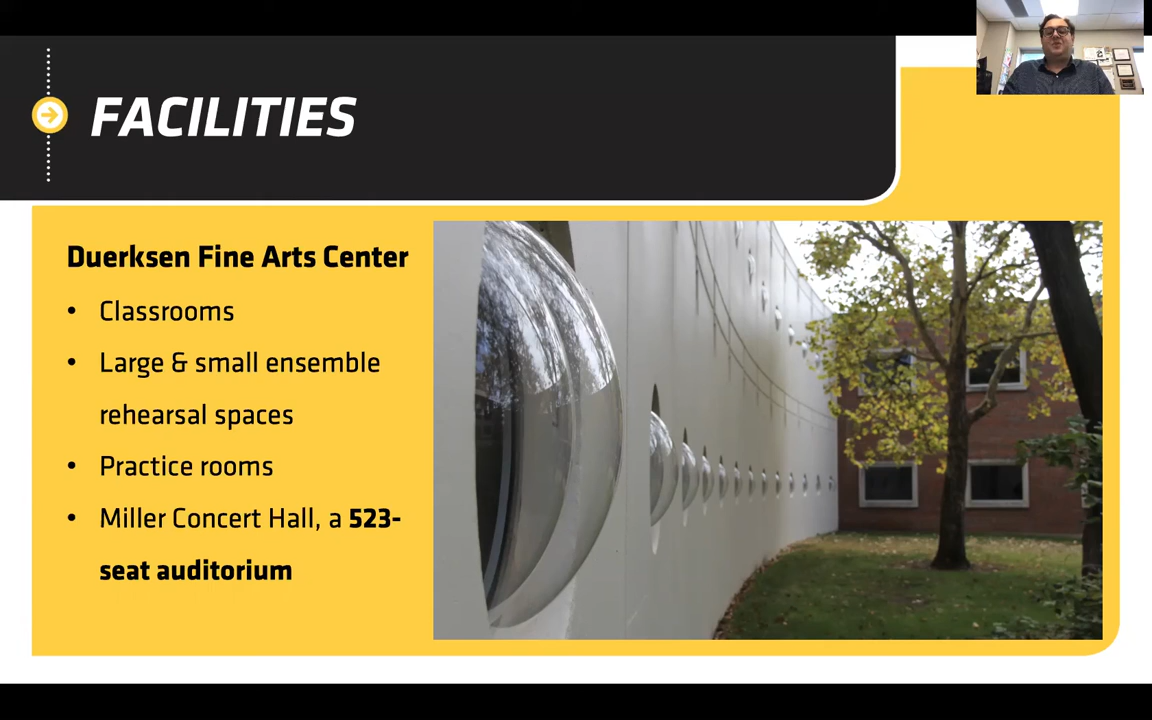 FACILITIES
Duerksen Fine Arts Center
• Classrooms
• Large & small ensemble
rehearsal spaces
• Practice rooms
• Miller Concert Hall, a 523-
seat auditorium